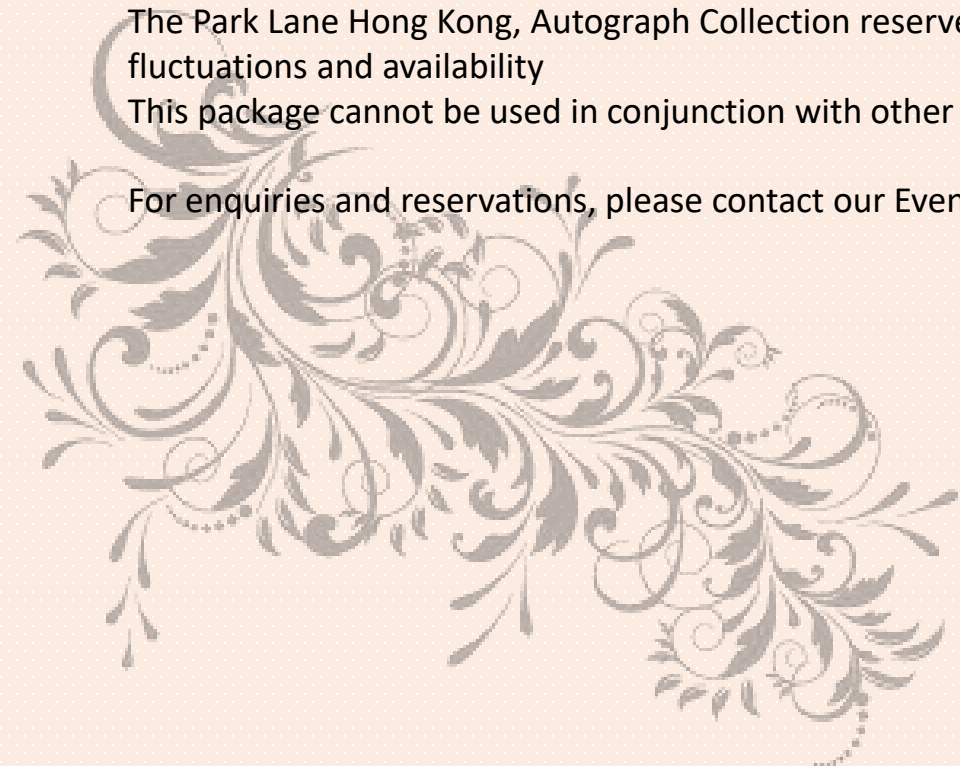 The Park Lane Hong Kong, Autograph Collection reserve
fluctuations and availability
This package cannot be used in conjunction with other
For enquiries and reservations, please contact our Even